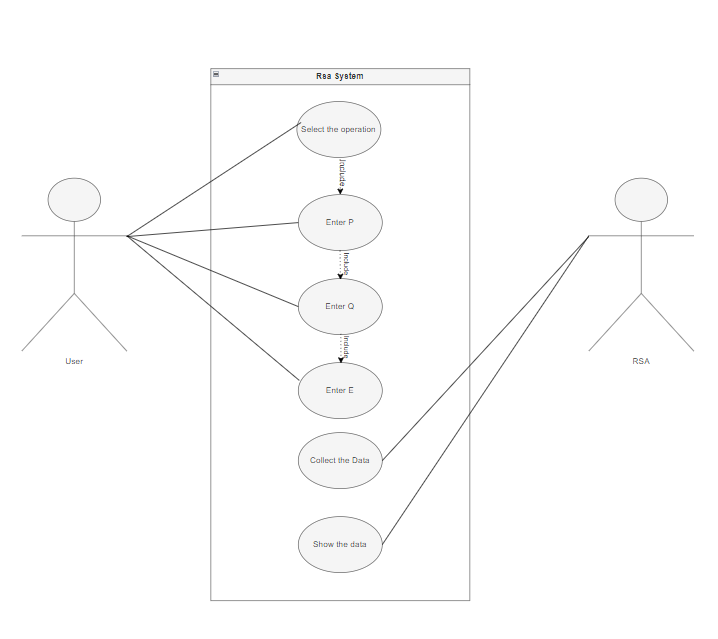 Rsa System
Select the operation
Include
Enter P
Include
Enter Q
Include
Enter E
User
RSA
Collect the Data
Show the data